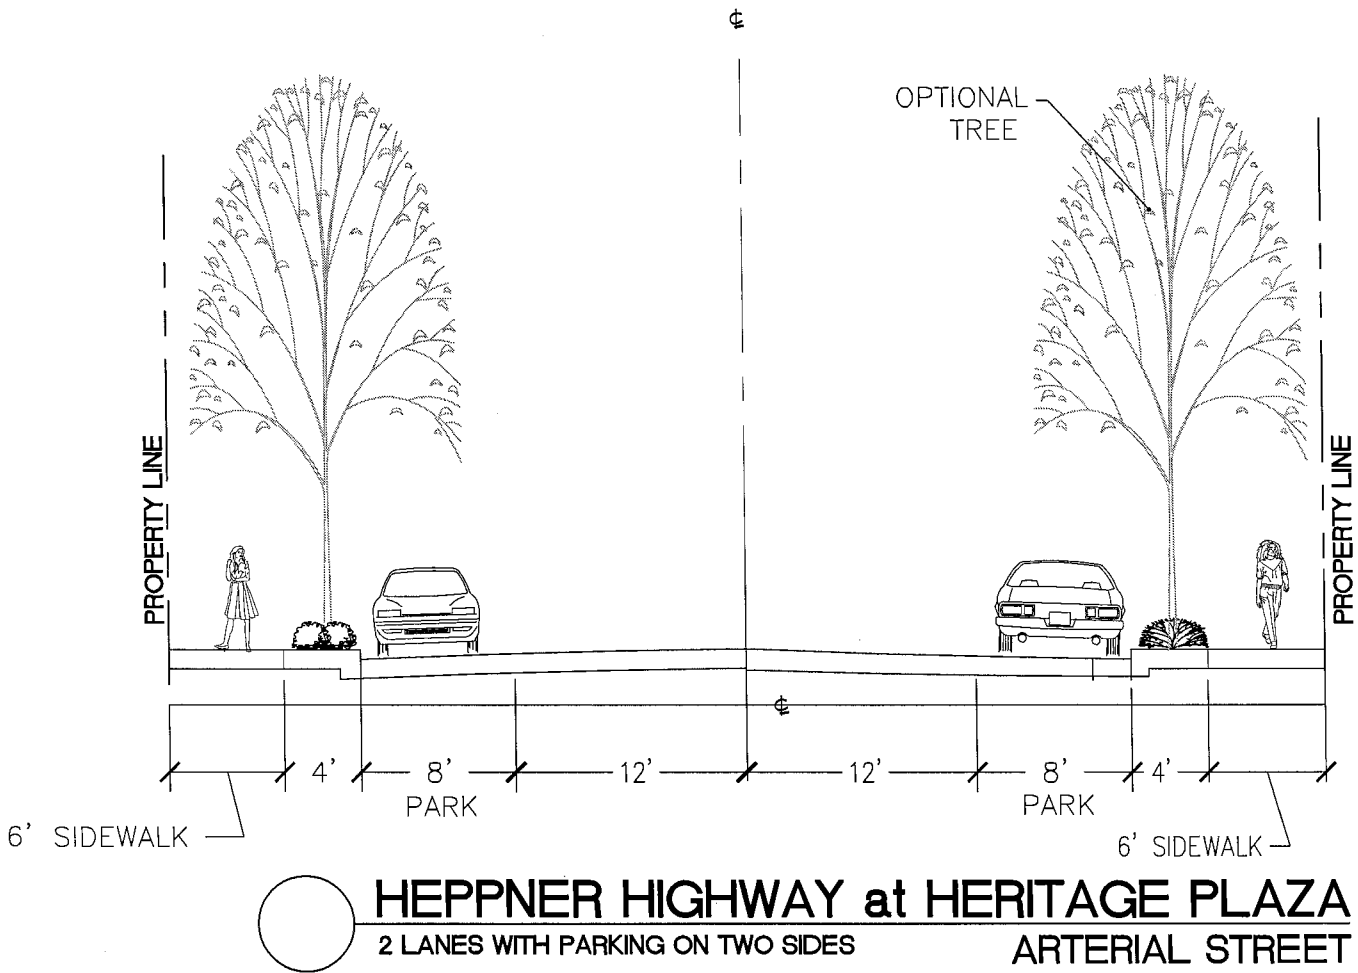 ℄
OPTIONAL
TREE
PROPERTY LINE
PROPERTY LINE
℄
4' 8' 12' 12' 8' 4'
PARK PARK
6' SIDEWALK 6' SIDEWALK
HEPPNER HIGHWAY at HERITAGE PLAZA
2 LANES WITH PARKING ON TWO SIDES ARTERIAL STREET